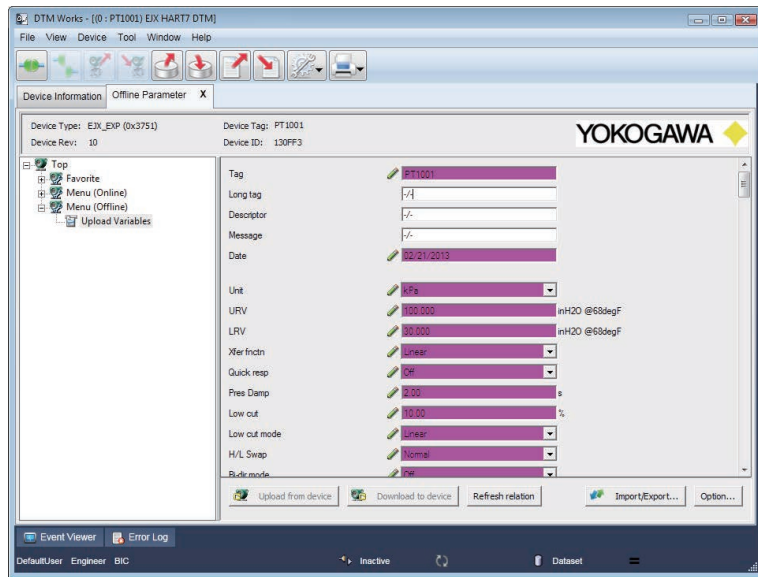 DTM Works - [(0 : PT1001) EJX HART7 DTM]
File View Device Tool Window Help
Device Information Offline Parameter X
Device Type: EJX_EXP (0x3751) Device Tag: PT1001
Device Rev: 10 Device ID: 130FF3
YOKOGAWA
Top
Favorite
Menu (Online)
Menu (Offline)
Upload Variables
Tag PT1001
Long tag -/-
Descriptor -/-
Message -/-
Date 02/21/2013
Unit kPa
URV 100.000 inH2O @68degF
LRV 30.000 inH2O @68degF
Xfer fnctn Linear
Quick resp Off
Pres Damp 2.00 s
Low cut 10.00 %
Low cut mode Linear
H/L Swap Normal
Bi-dir mode Off
Upload from device Download to device Refresh relation Import/Export... Option...
Event Viewer Error Log
DefaultUser Engineer BIC Inactive Dataset